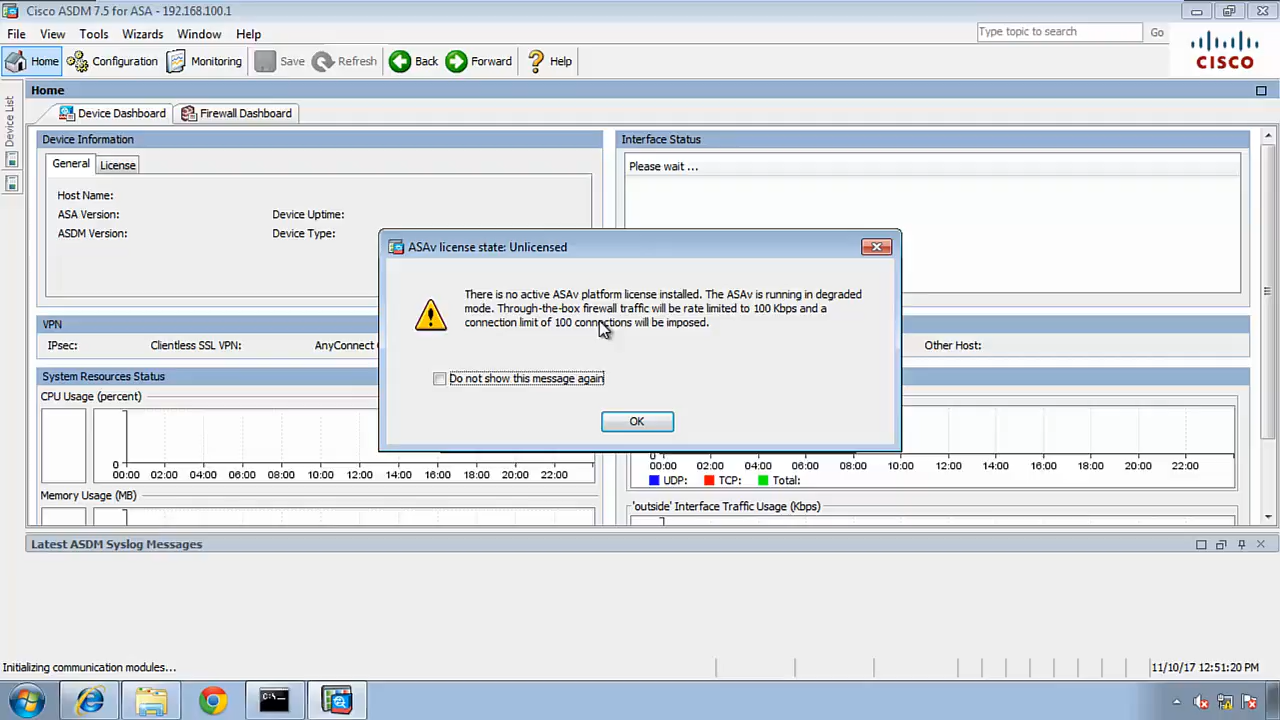 Cisco ASDM 7.5 for ASA - 192.168.100.1
File View Tools Wizards Window Help
Type topic to search Go
CISCO
Home Configuration Monitoring Save Refresh Back Forward Help
Device List
Home
Device Dashboard Firewall Dashboard
Device Information
General License
Host Name:
ASA Version: Device Uptime:
ASDM Version: Device Type:
Interface Status
Please wait ...
ASAv license state: Unlicensed
There is no active ASAv platform license installed. The ASAv is running in degraded
mode. Through-the-box firewall traffic will be rate limited to 100 Kbps and a
connection limit of 100 connections will be imposed.
Do not show this message again
OK
VPN
IPsec: Clientless SSL VPN: AnyConnect
Other Host:
System Resources Status
CPU Usage (percent)
0
00:00 02:00 04:00 06:00 08:00 10:00 12:00 14:00 16:00 18:00 20:00 22:00
Memory Usage (MB)
0
00:00 02:00 04:00 06:00 08:00 10:00 12:00 14:00 16:00 18:00 20:00 22:00
UDP: TCP: Total:
'outside' Interface Traffic Usage (Kbps)
Latest ASDM Syslog Messages
Initializing communication modules...
11/10/17 12:51:20 PM